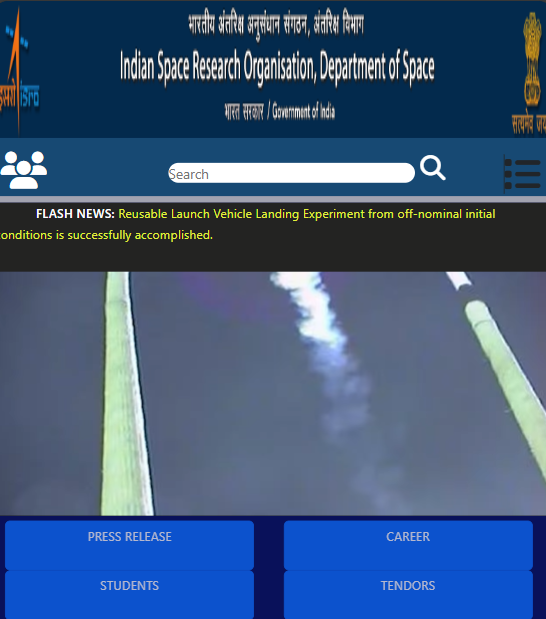 भारतीय अंतरिक्ष अनुसंधान संगठन, अंतरिक्ष विभाग
Indian Space Research Organisation, Department of Space
भारत सरकार / Government of India
इसरो isro
सत्यमेव जय
Search
FLASH NEWS: Reusable Launch Vehicle Landing Experiment from off-nominal initial
onditions is successfully accomplished.
PRESS RELEASE
CAREER
STUDENTS
TENDORS